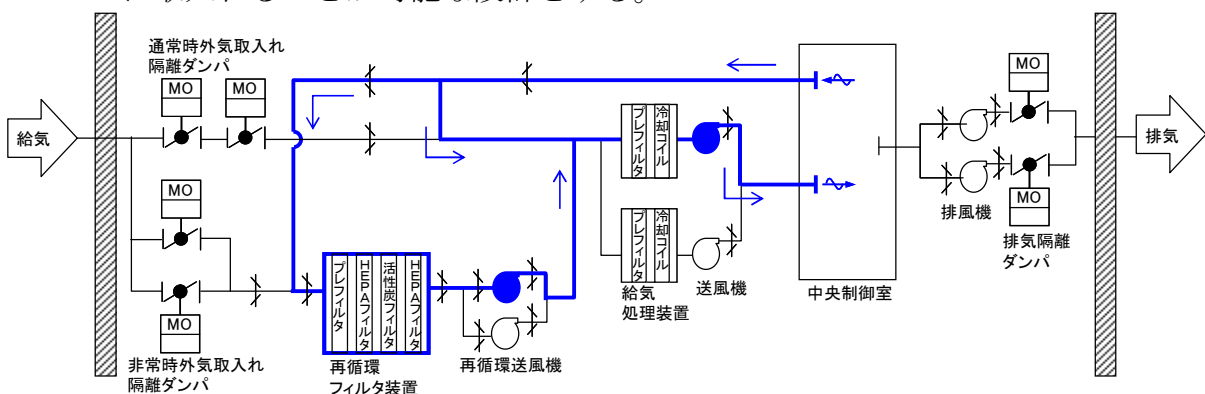 通常時外気取入れ
隔離ダンパ
MO
MO
給気
MO
MO
非常時外気取入れ
隔離ダンパ
プレフィルタ
HEPAフィルタ
活性炭フィルタ
HEPAフィルタ
再循環
フィルタ装置
再循環送風機
プレフィルタ
冷却コイル
プレフィルタ
冷却コイル
給気
処理装置
送風機
中央制御室
MO
排風機
MO
排気隔離
ダンパ
排気